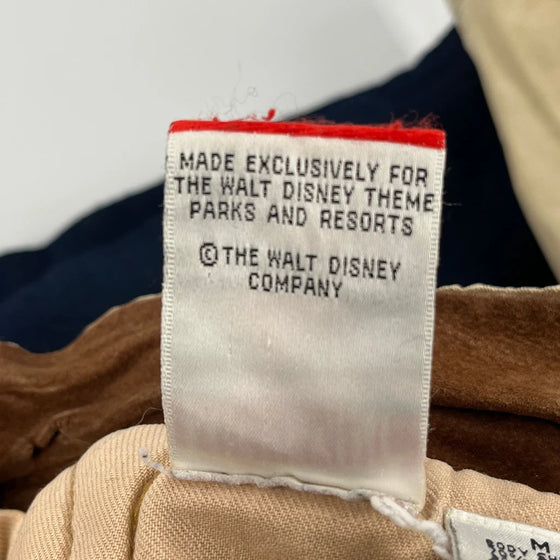 MADE EXCLUSIVELY FOR
THE WALT DISNEY THEME
PARKS AND RESORTS
©THE WALT DISNEY
COMPANY
M